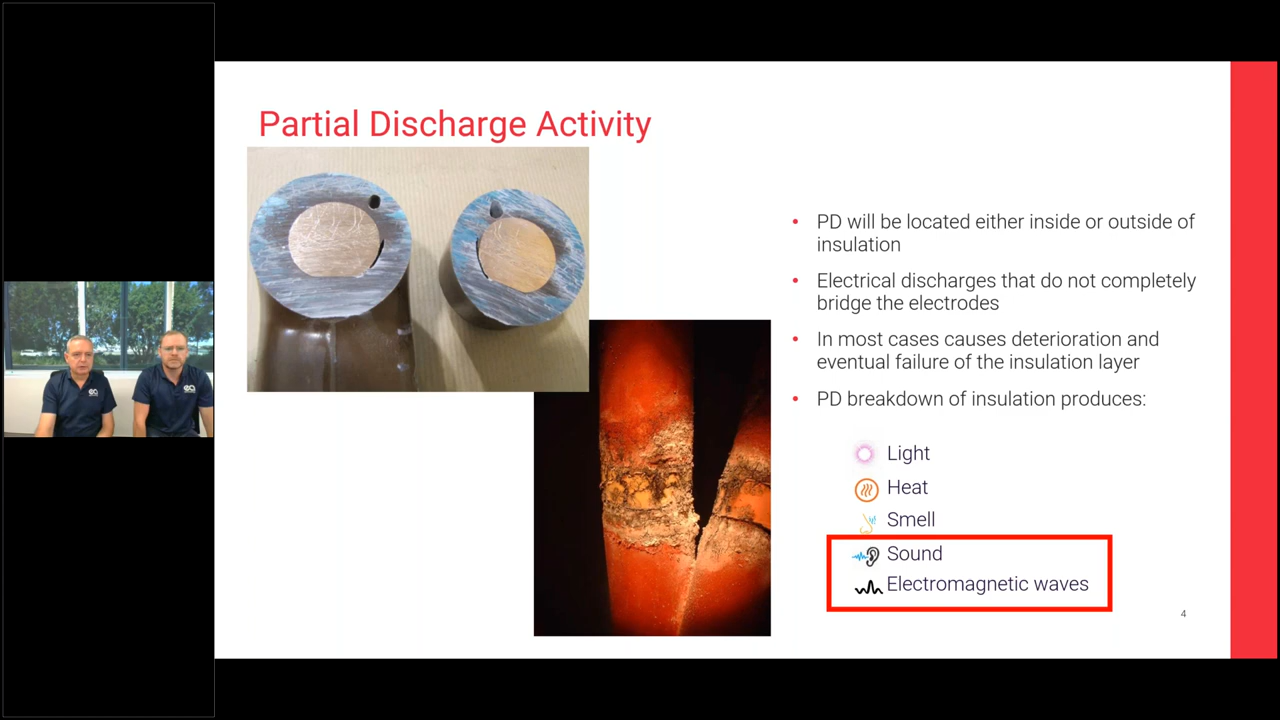 Partial Discharge Activity
• PD will be located either inside or outside of
insulation
• Electrical discharges that do not completely
bridge the electrodes
• In most cases causes deterioration and
eventual failure of the insulation layer
• PD breakdown of insulation produces:
Light
Heat
Smell
Sound
Electromagnetic waves
4
ea
ea